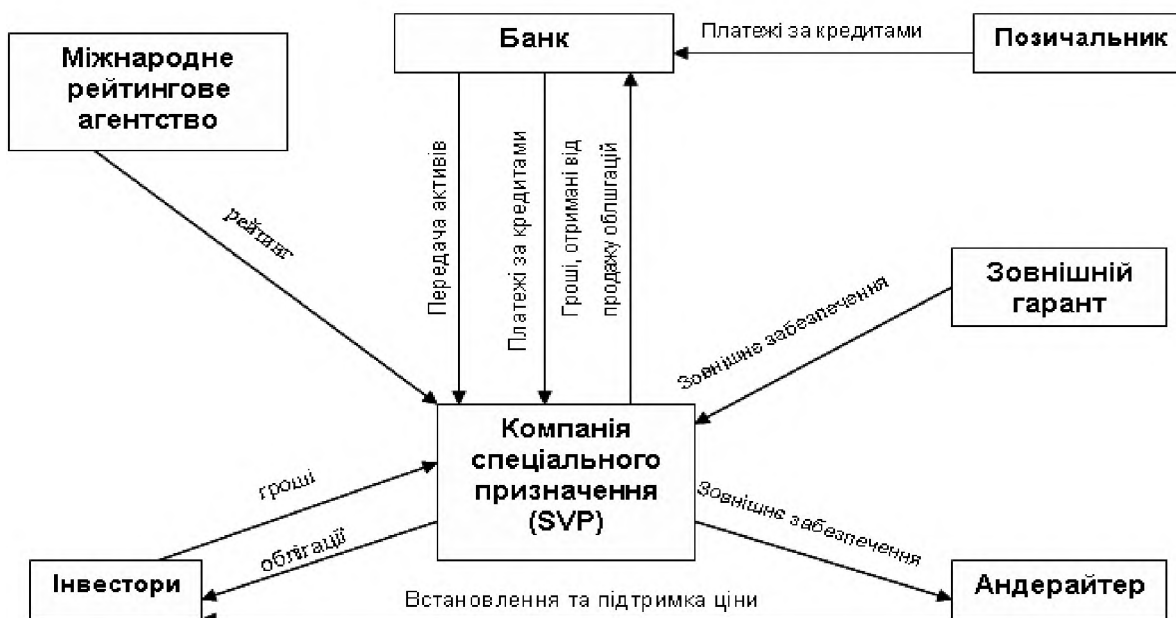 Банк
Платежі за кредитами
Позичальник
Міжнародне
рейтингове
агентство
рейтинг
Передача активів
Платежі за кредитами
Гроші, отримані від
продажу облігацій
Зовнішній
гарант
Зовнішнє забезпечення
Компанія
спеціального
призначення
(SVP)
гроші
облігації
Зовнішнє забезпечення
Інвестори
Встановлення та підтримка ціни
Андерайтер